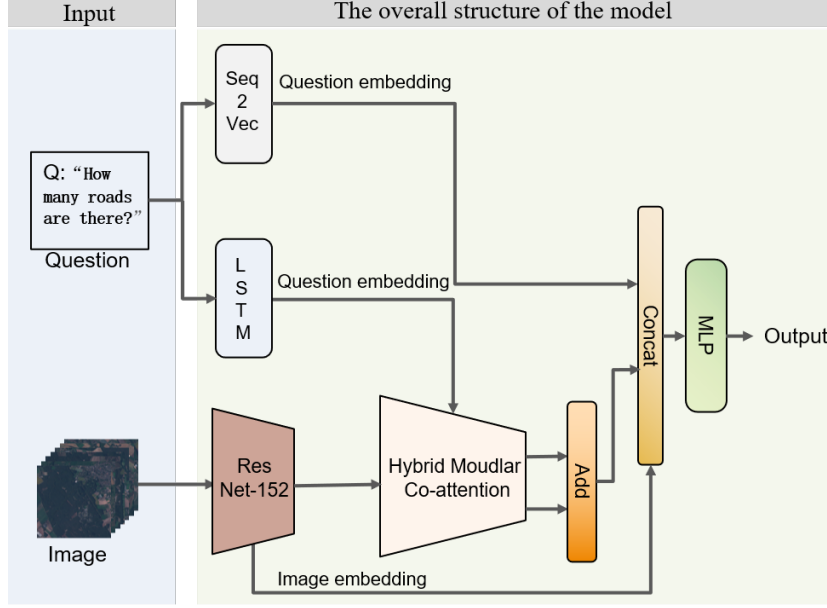 Input
The overall structure of the model
Seq
2
Vec
Question embedding
Q: “How
many roads
are there?”
Question
L
S
T
M
Question embedding
Concat
MLP
Output
Res
Net-152
Hybrid Moudlar
Co-attention
Add
Image
Image embedding